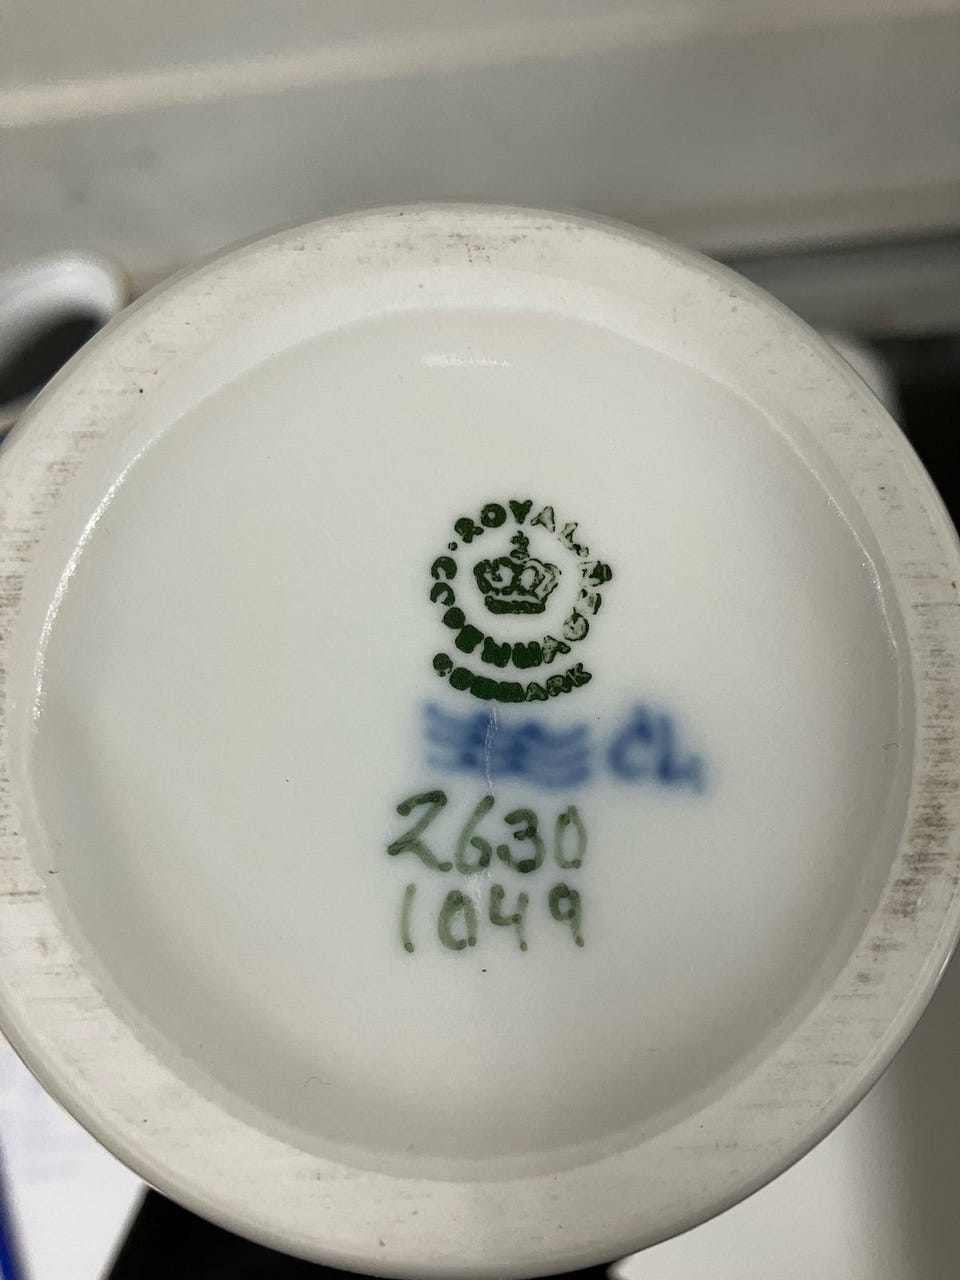 ROYAL COPENHAGEN
DENMARK
CL.
2630
1049